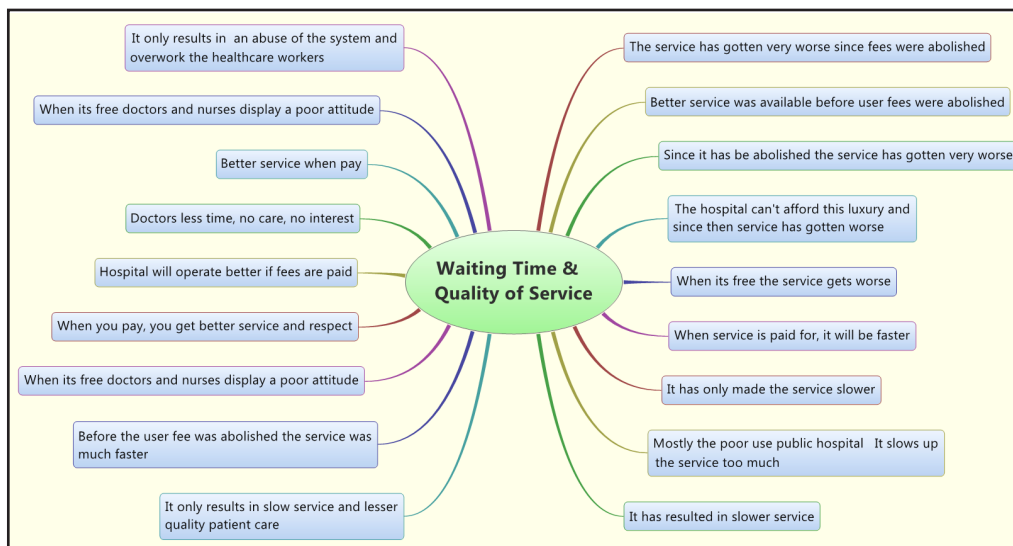 It only results in an abuse of the system and
overwork the healthcare workers
When its free doctors and nurses display a poor attitude
Better service when pay
Doctors less time, no care, no interest
Hospital will operate better if fees are paid
When you pay, you get better service and respect
When its free doctors and nurses display a poor attitude
Before the user fee was abolished the service was
much faster
It only results in slow service and lesser
quality patient care
Waiting Time &
Quality of Service
The service has gotten very worse since fees were abolished
Better service was available before user fees were abolished
Since it has be abolished the service has gotten very worse
The hospital can't afford this luxury and
since then service has gotten worse
When its free the service gets worse
When service is paid for, it will be faster
It has only made the service slower
Mostly the poor use public hospital It slows up
the service too much
It has resulted in slower service